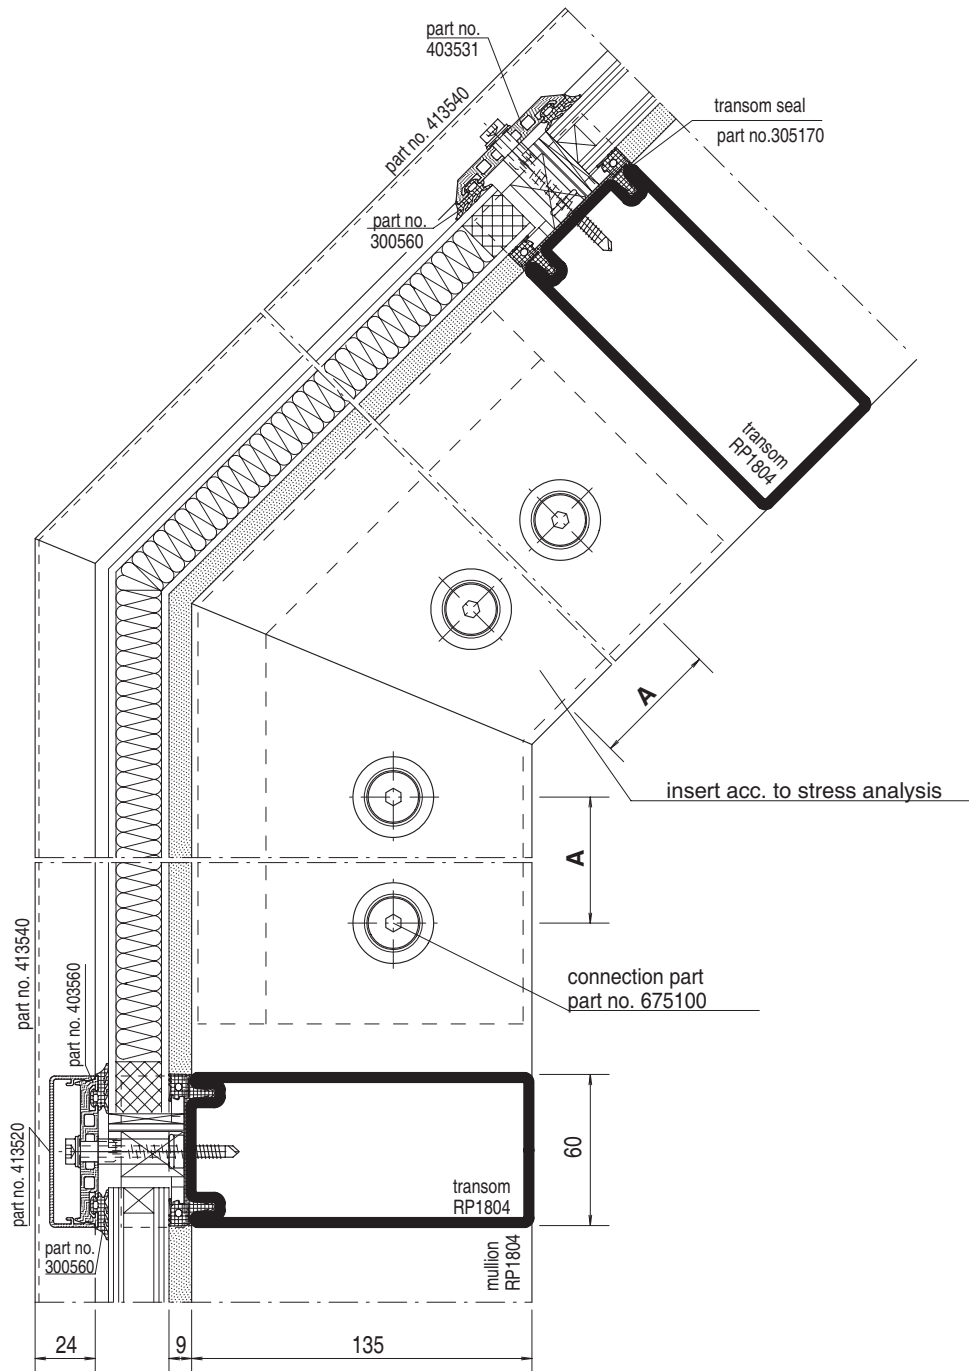 part no.
403531
part no. 413540
transom seal
part no.305170
part no.
300560
transom
RP1804
A
insert acc. to stress analysis
A
part no. 413540
part no. 403560
connection part
part no. 675100
part no. 413520
60
transom
RP1804
part no.
300560
mullion
RP1804
24
9
135